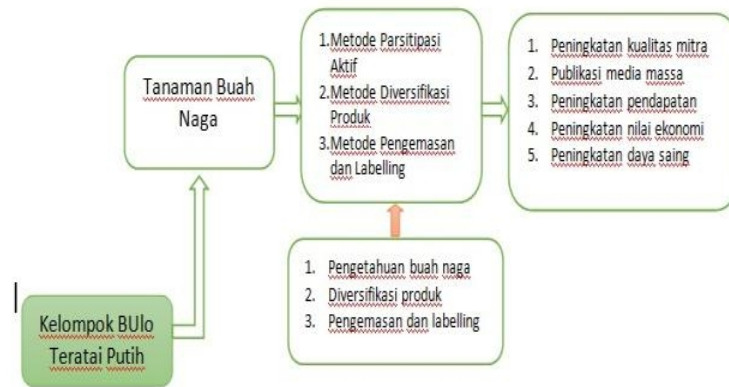 Tanaman Buah
Naga
1.Metode Parsitipasi
Aktif
2.Metode Diversifikasi
Produk
3.Metode Pengemasan
dan Labelling
1. Peningkatan kualitas mitra
2. Publikasi media massa
3. Peningkatan pendapatan
4. Peningkatan nilai ekonomi
5. Peningkatan daya saing
1. Pengetahuan buah naga
2. Diversifikasi produk
3. Pengemasan dan labelling
Kelompok BUlo
Teratai Putih